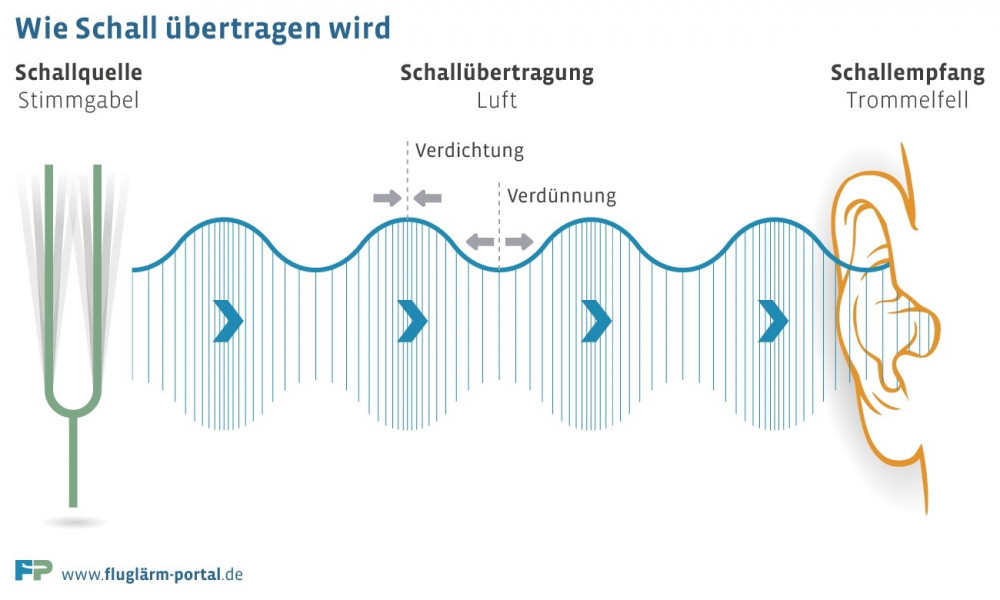 Wie Schall übertragen wird
Schallquelle
Stimmgabel
Schallübertragung
Luft
Schallempfang
Trommelfell
Verdichtung
Verdünnung
FP www.fluglärm-portal.de